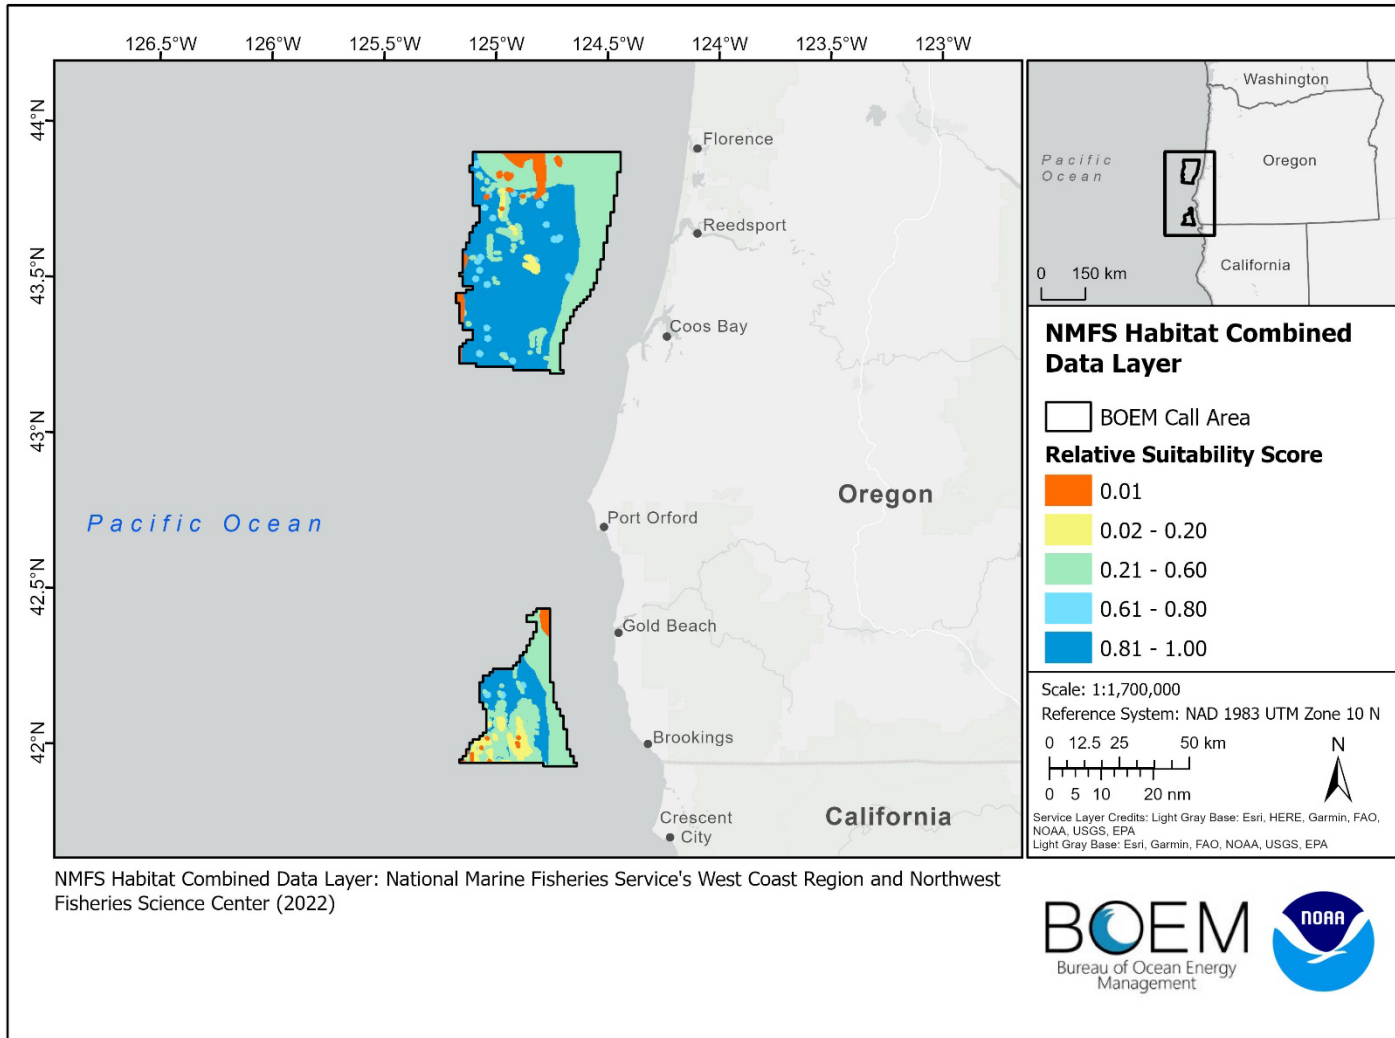 126.5°W 126°W 125.5°W 125°W 124.5°W 124°W 123.5°W 123°W
44°N
43.5°N
43°N
42.5°N
42°N
Florence
Reedsport
Coos Bay
Oregon
Port Orford
Pacific Ocean
Gold Beach
Brookings
Crescent
City
California
Washington
Pacific
Ocean
Oregon
California
0 150 km
NMFS Habitat Combined
Data Layer
BOEM Call Area
Relative Suitability Score
0.01
0.02 - 0.20
0.21 - 0.60
0.61 - 0.80
0.81 - 1.00
Scale: 1:1,700,000
Reference System: NAD 1983 UTM Zone 10 N
0 12.5 25 50 km
N
0 5 10 20 nm
Service Layer Credits: Light Gray Base: Esri, HERE, Garmin, FAO,
NOAA, USGS, EPA
Light Gray Base: Esri, Garmin, FAO, NOAA, USGS, EPA
NMFS Habitat Combined Data Layer: National Marine Fisheries Service's West Coast Region and Northwest
Fisheries Science Center (2022)
BOEM
Bureau of Ocean Energy
Management
NOAA